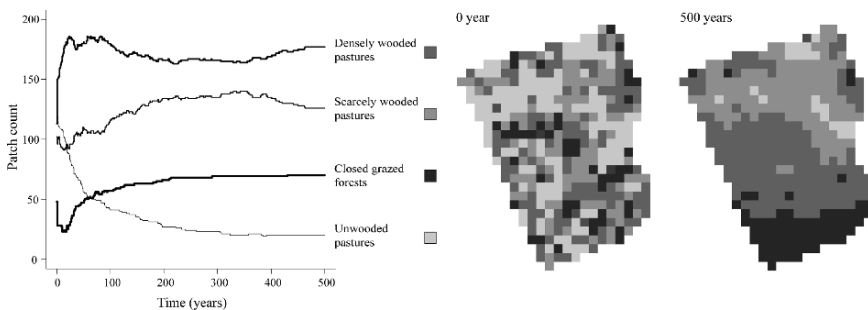 0 year
500 years
200
150
100
50
0
Patch count
Densely wooded
pastures
Scarcely wooded
pastures
Closed grazed
forests
Unwooded
pastures
0
100
200
300
400
500
Time (years)